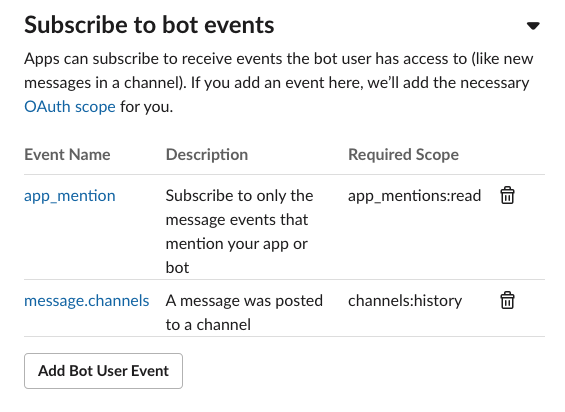 Subscribe to bot events
Apps can subscribe to receive events the bot user has access to (like new
messages in a channel). If you add an event here, we’ll add the necessary
OAuth scope for you.
Event Name Description Required Scope
app_mention Subscribe to only the app_mentions:read
message events that
mention your app or
bot
message.channels A message was posted channels:history
to a channel
Add Bot User Event